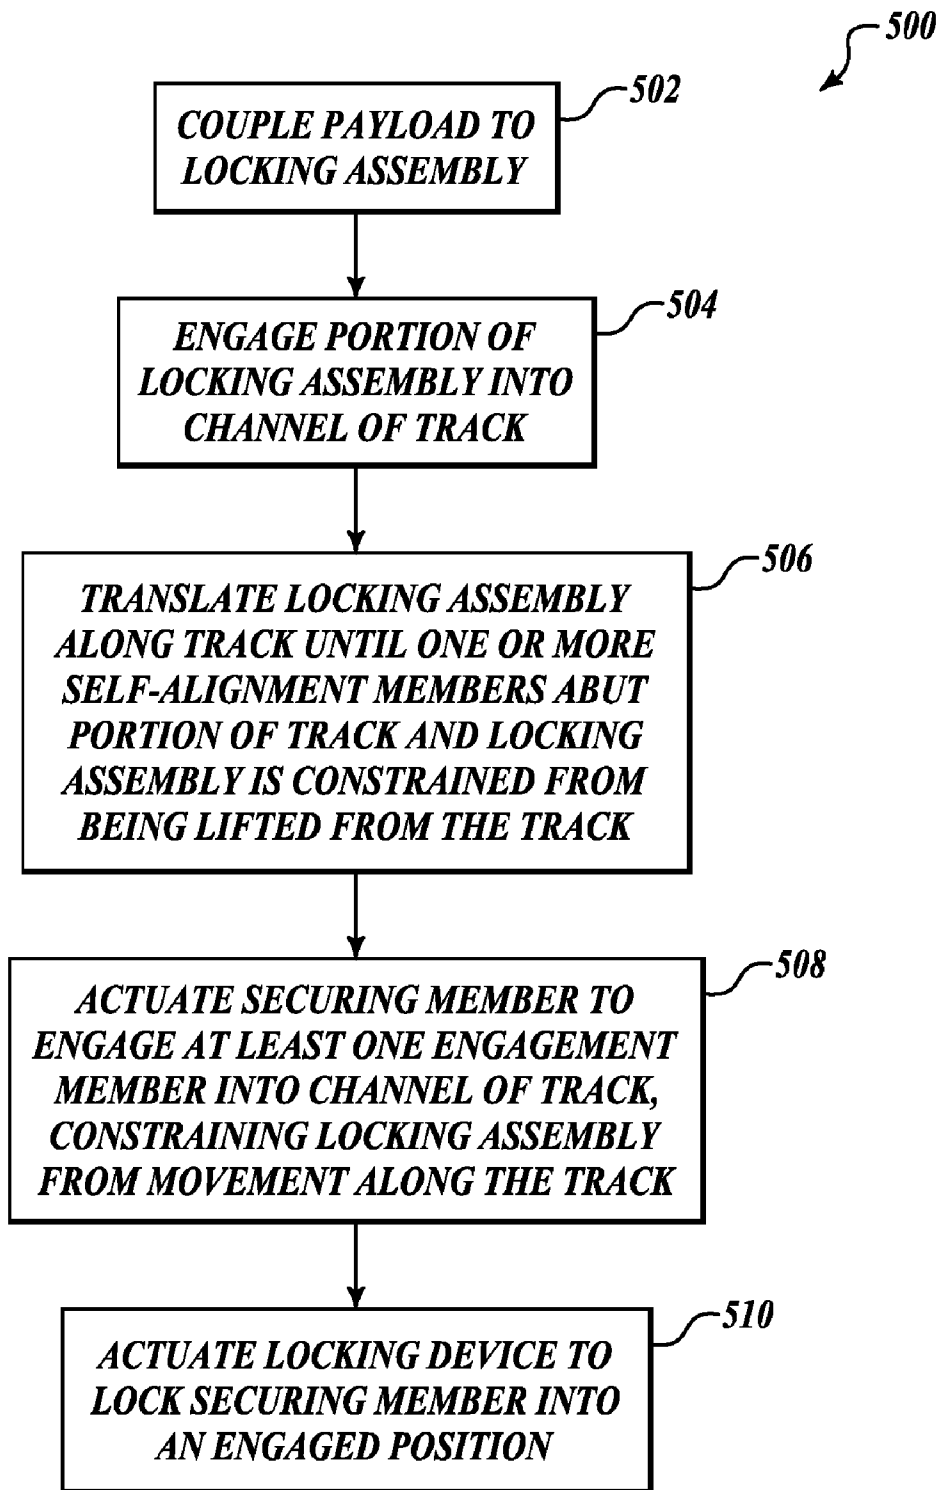 500
502
COUPLE PAYLOAD TO
LOCKING ASSEMBLY
504
ENGAGE PORTION OF
LOCKING ASSEMBLY INTO
CHANNEL OF TRACK
506
TRANSLATE LOCKING ASSEMBLY
ALONG TRACK UNTIL ONE OR MORE
SELF-ALIGNMENT MEMBERS ABUT
PORTION OF TRACK AND LOCKING
ASSEMBLY IS CONSTRAINED FROM
BEING LIFTED FROM THE TRACK
508
ACTUATE SECURING MEMBER TO
ENGAGE AT LEAST ONE ENGAGEMENT
MEMBER INTO CHANNEL OF TRACK,
CONSTRAINING LOCKING ASSEMBLY
FROM MOVEMENT ALONG THE TRACK
510
ACTUATE LOCKING DEVICE TO
LOCK SECURING MEMBER INTO
AN ENGAGED POSITION